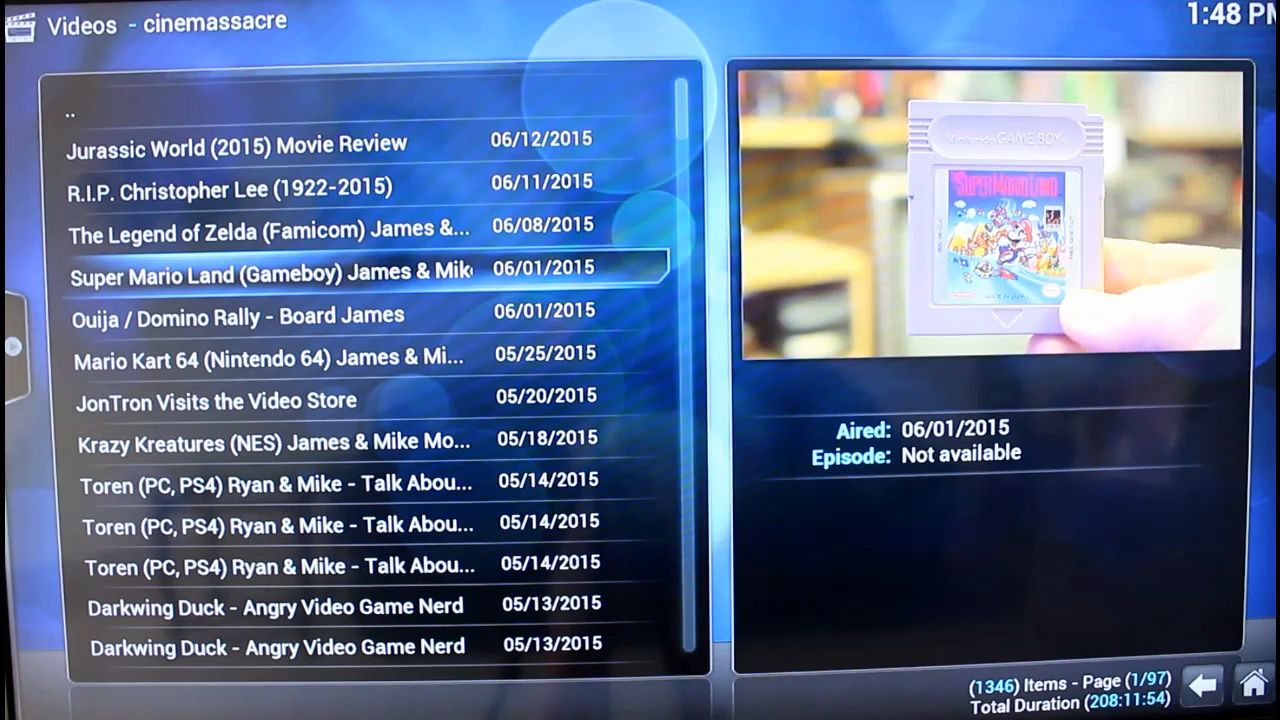 Videos - cinemassacre
1:48 PM
..
Jurassic World (2015) Movie Review 06/12/2015
R.I.P. Christopher Lee (1922-2015) 06/11/2015
The Legend of Zelda (Famicom) James &... 06/08/2015
Super Mario Land (Gameboy) James & Mik 06/01/2015
Ouija / Domino Rally - Board James 06/01/2015
Mario Kart 64 (Nintendo 64) James & Mi... 05/25/2015
JonTron Visits the Video Store 05/20/2015
Krazy Kreatures (NES) James & Mike Mo... 05/18/2015
Toren (PC, PS4) Ryan & Mike - Talk Abou... 05/14/2015
Toren (PC, PS4) Ryan & Mike - Talk Abou... 05/14/2015
Toren (PC, PS4) Ryan & Mike - Talk Abou... 05/14/2015
Darkwing Duck - Angry Video Game Nerd 05/13/2015
Darkwing Duck - Angry Video Game Nerd 05/13/2015
Nintendo GAME BOY
SUPER MARIO LAND
THIS SIDE OUT
Nintendo
MADE IN JAPAN
Aired: 06/01/2015
Episode: Not available
(1346) Items - Page (1/97)
Total Duration (208:11:54)